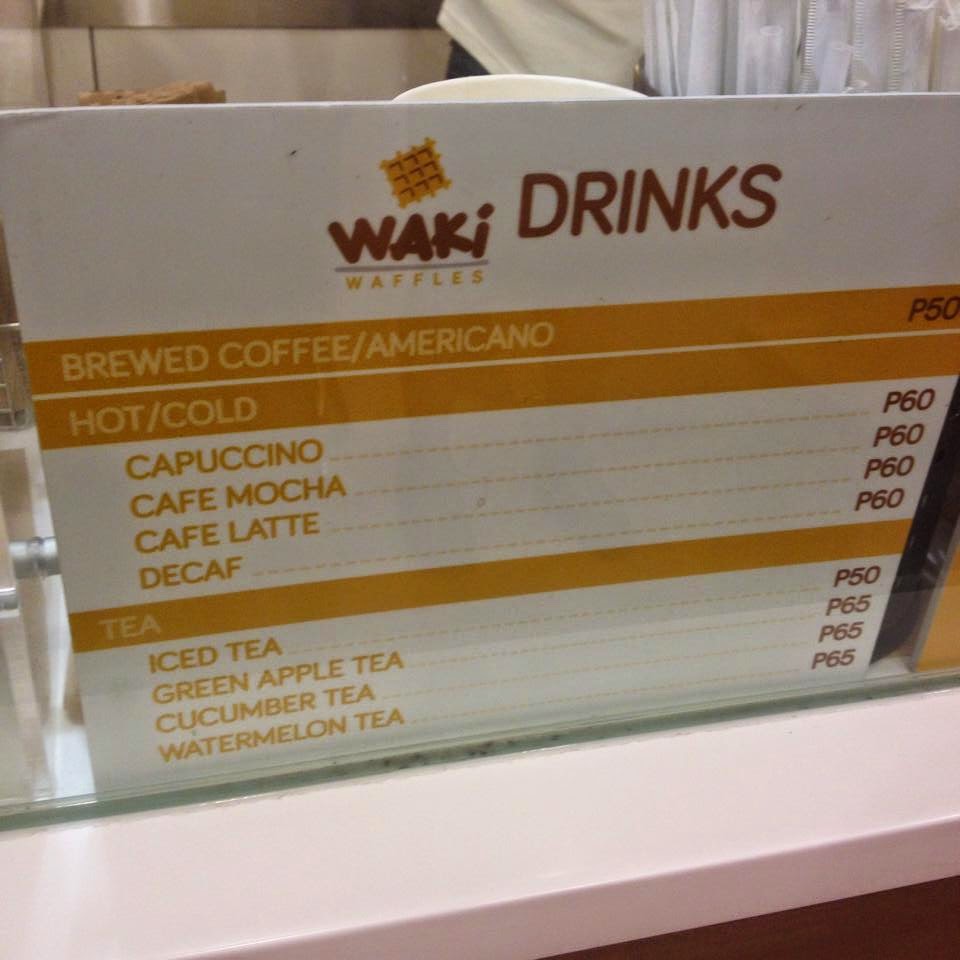 WAKi DRINKS
WAFFLES
BREWED COFFEE/AMERICANO P50
HOT/COLD
CAPUCCINO P60
CAFE MOCHA P60
CAFE LATTE P60
DECAF P60
TEA
ICED TEA P50
GREEN APPLE TEA P65
CUCUMBER TEA P65
WATERMELON TEA P65